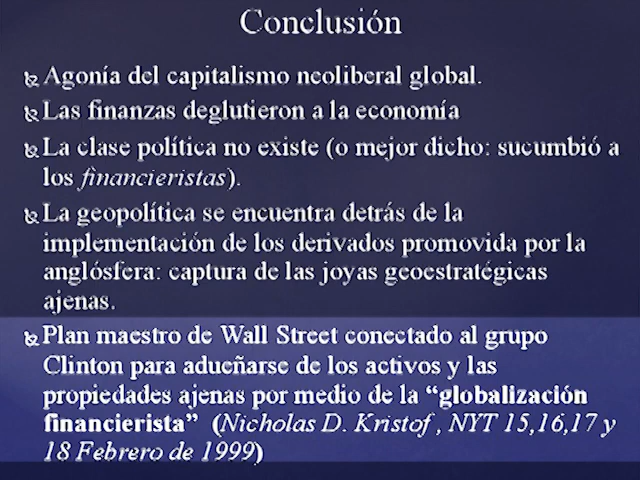 Conclusión
Agonía del capitalismo neoliberal global.
Las finanzas deglutieron a la economía
La clase política no existe (o mejor dicho: sucumbió a
los financieristas).
La geopolítica se encuentra detrás de la
implementación de los derivados promovida por la
anglósfera: captura de las joyas geoestratégicas
ajenas.
Plan maestro de Wall Street conectado al grupo
Clinton para adueñarse de los activos y las
propiedades ajenas por medio de la “globalización
financierista” (Nicholas D. Kristof , NYT 15,16,17 y
18 Febrero de 1999)